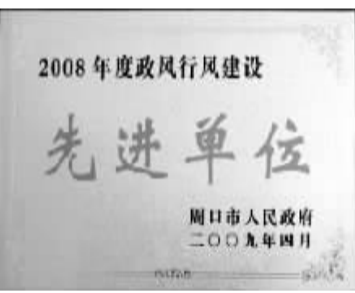 2008年度政风行风建设
先进单位
周口市人民政府
二〇〇九年四月